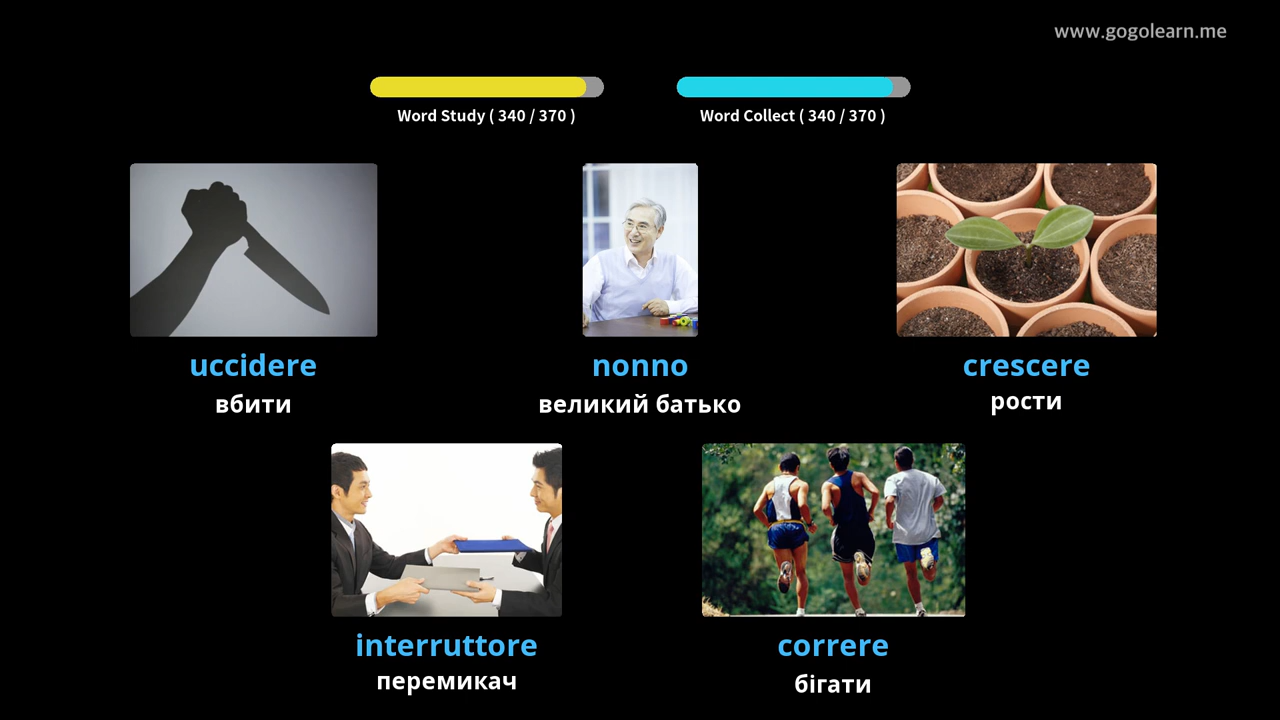 www.gogolearn.me
Word Study ( 340 / 370 )
Word Collect ( 340 / 370 )
uccidere
вбити
nonno
великий батько
crescere
рости
interruttore
перемикач
correre
бігати